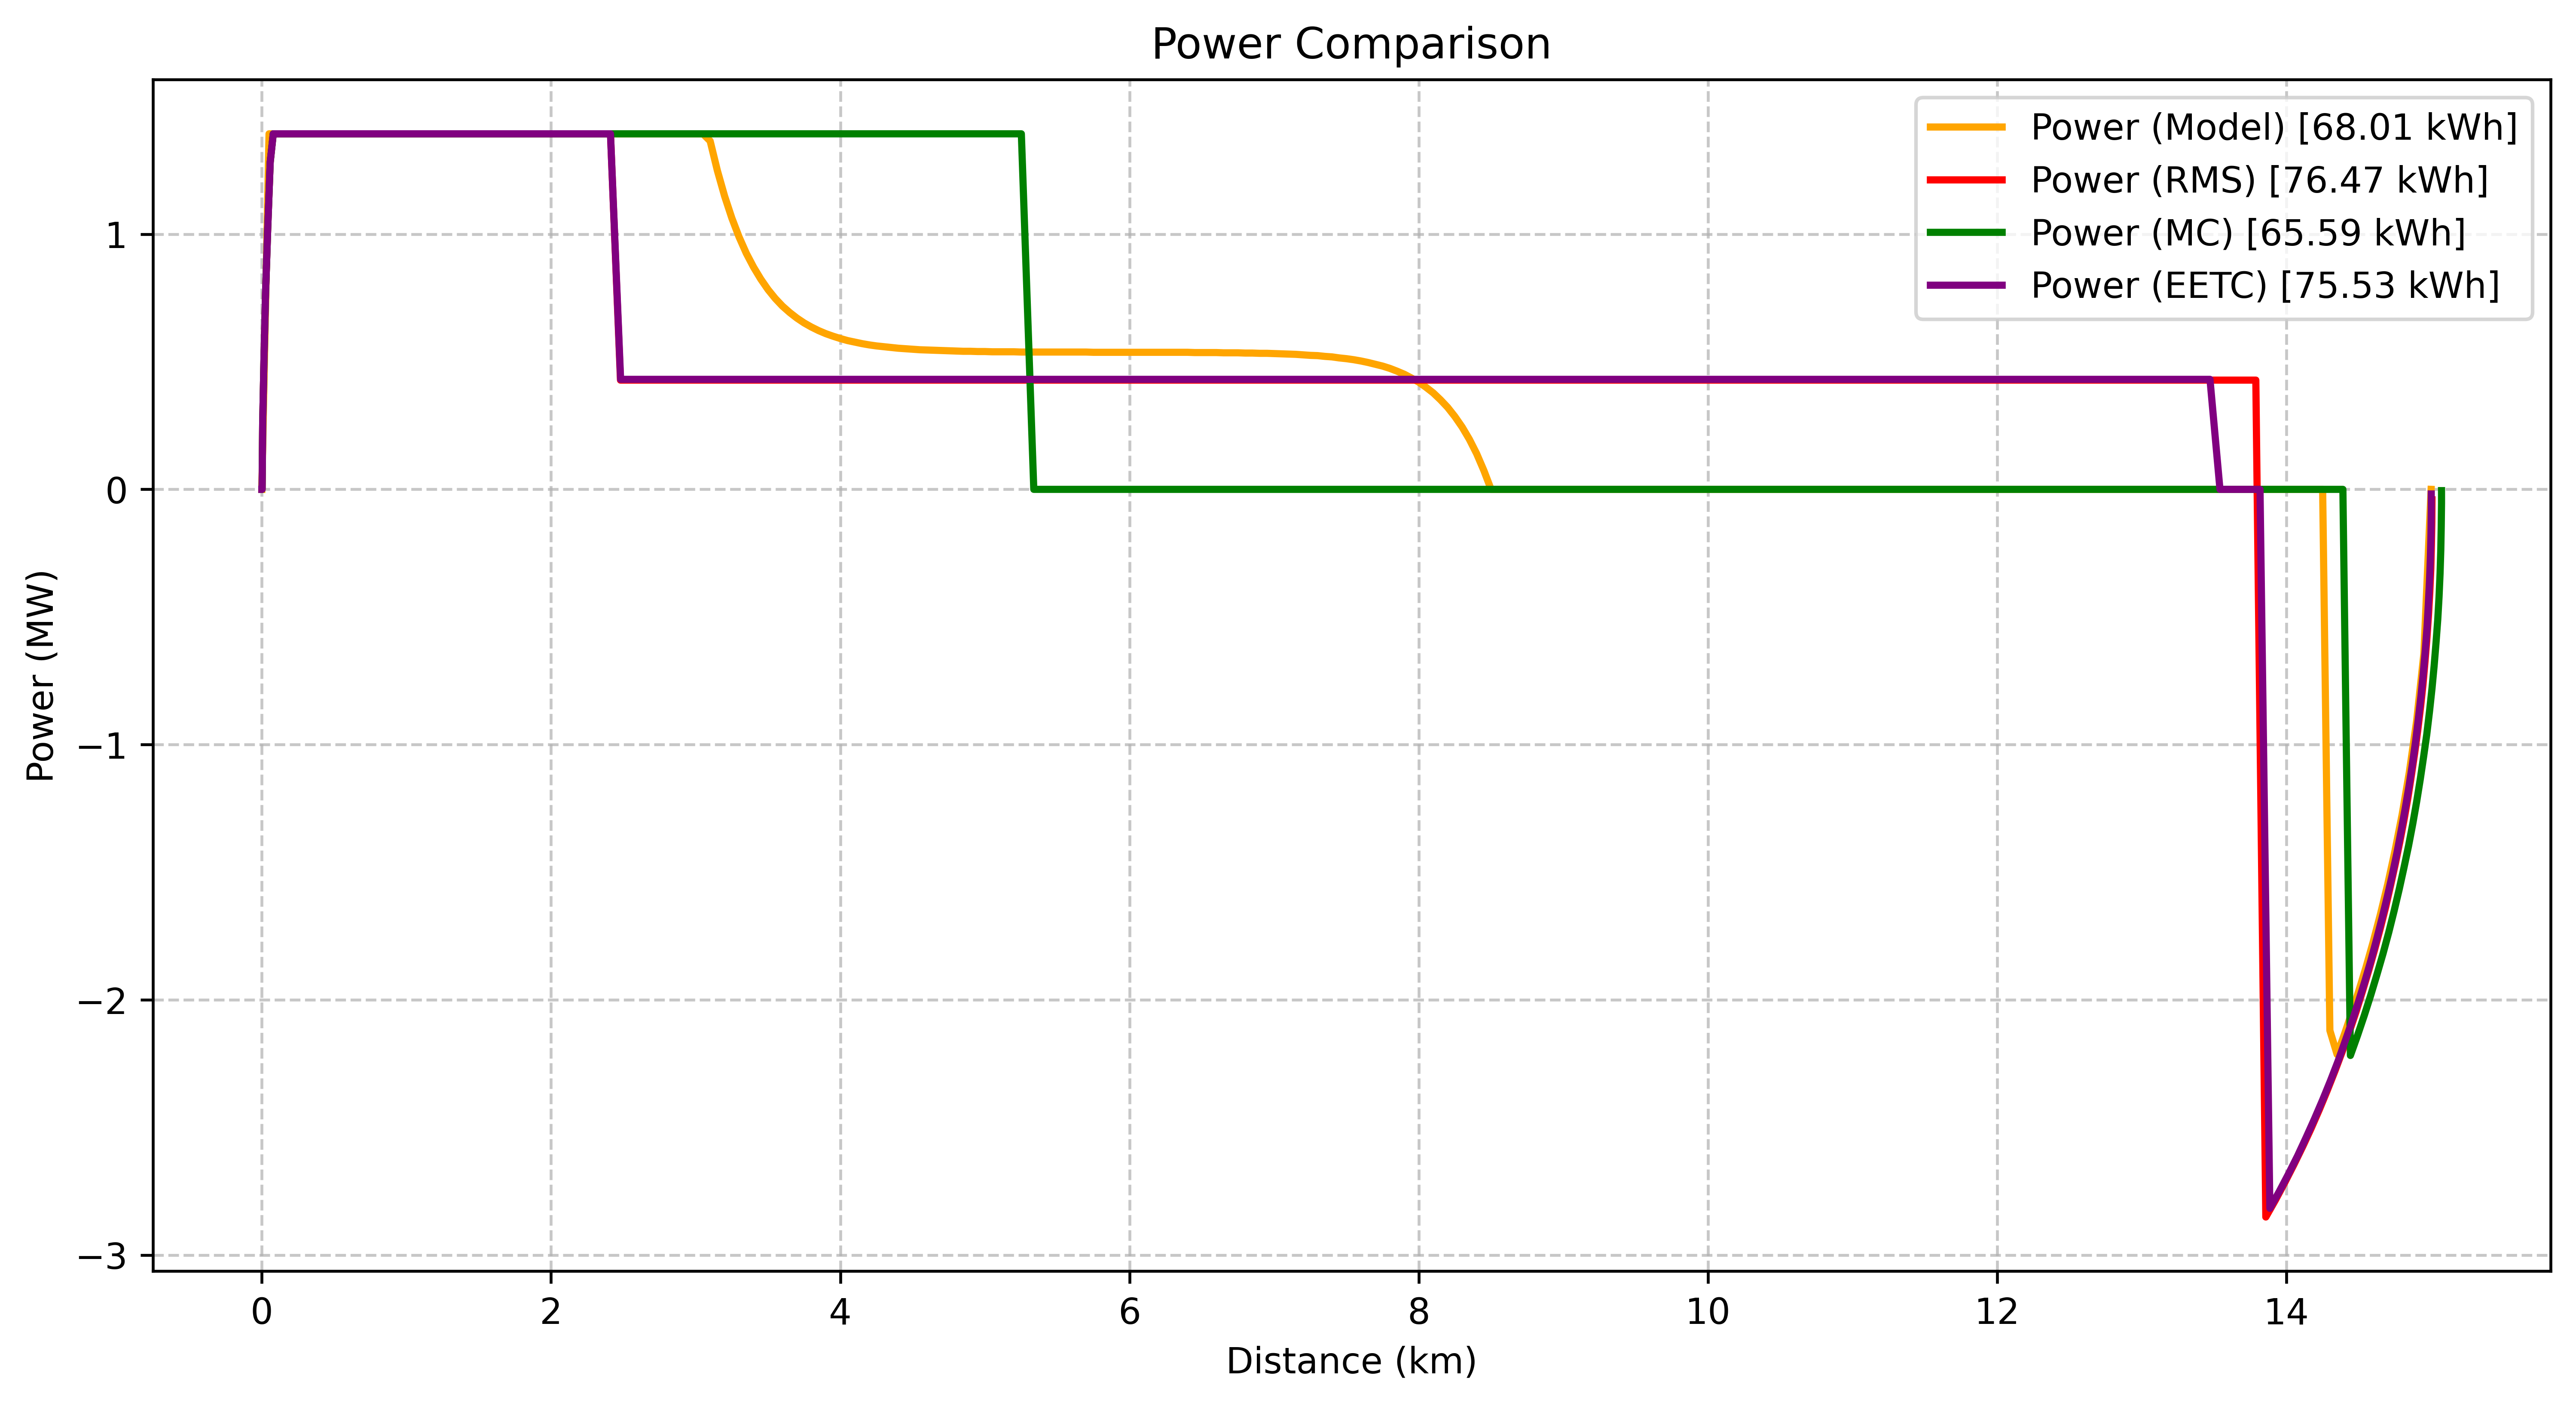 Power Comparison
Power (Model) [68.01 kWh]
Power (RMS) [76.47 kWh]
Power (MC) [65.59 kWh]
Power (EETC) [75.53 kWh]
Power (MW)
1
0
−1
−2
−3
0 2 4 6 8 10 12 14
Distance (km)